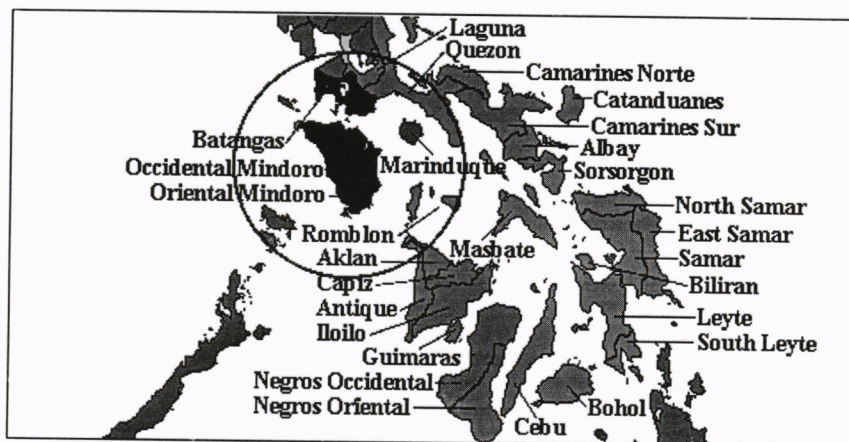 Laguna
Quezon
Camarines Norte
Catanduanes
Camarines Sur
Albay
Sorsorgon
Batangas
Occidental Mindoro
Oriental Mindoro
Marinduque
Romblon
Masbate
North Samar
East Samar
Samar
Biliran
Leyte
South Leyte
Aklan
Capiz
Antique
Iloilo
Guimaras
Negros Occidental
Negros Oriental
Cebu
Bohol